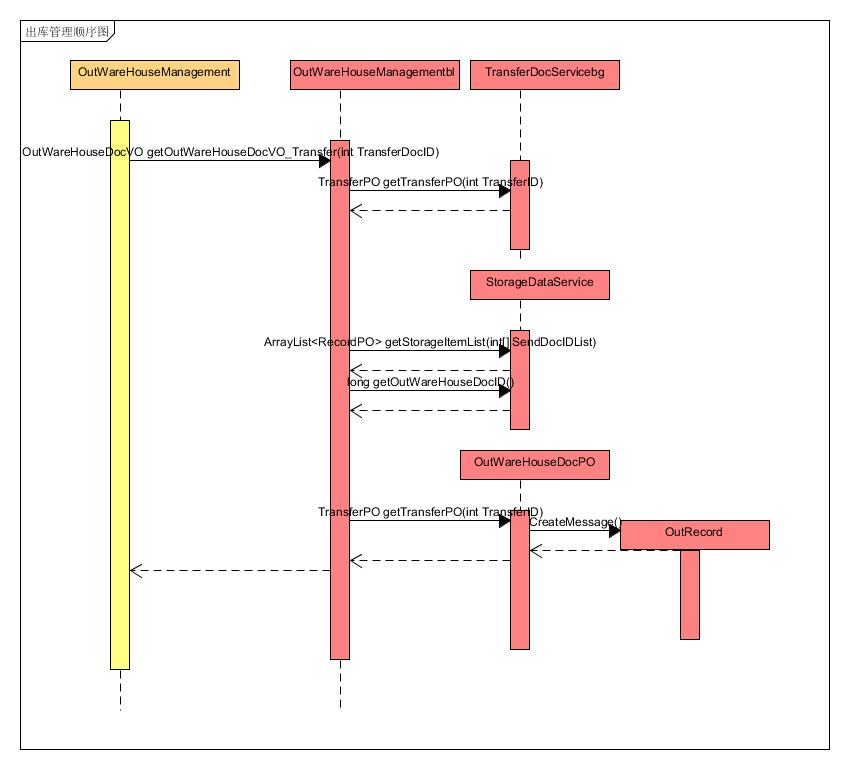 出库管理顺序图
OutWareHouseManagement
OutWareHouseManagementbl
TransferDocServicebg
OutWareHouseDocVO getOutWareHouseDocVO_Transfer(int TransferDocID)
TransferPO getTransferPO(int TransferID)
StorageDataService
ArrayList<RecordPO> getStorageItemList(int[] SendDocIDList)
long getOutWareHouseDocID()
OutWareHouseDocPO
TransferPO getTransferPO(int TransferID)
CreateMessage()
OutRecord